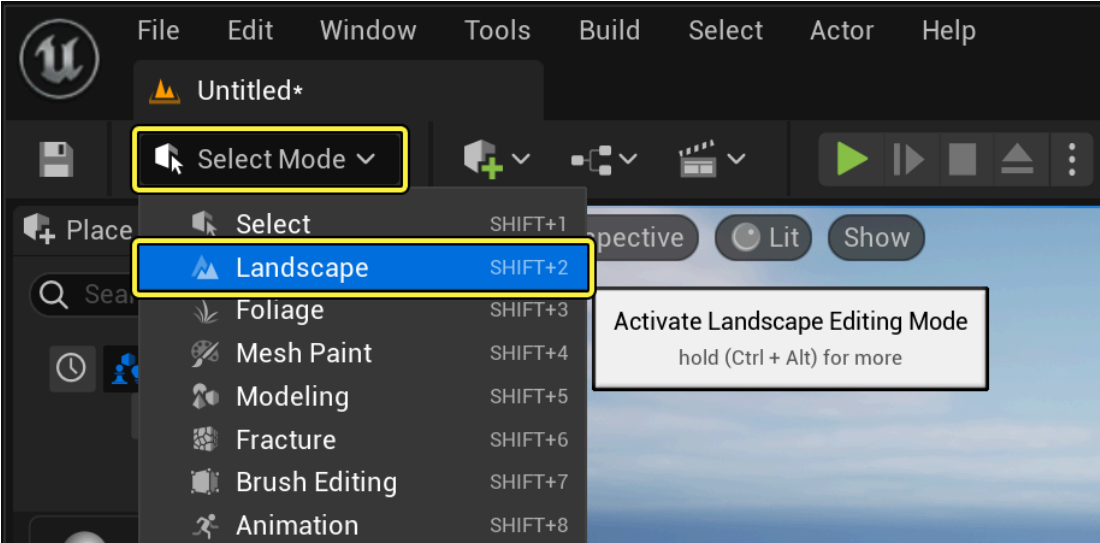 File Edit Window Tools Build Select Actor Help
Untitled*
Select Mode
Place
Select SHIFT+1
Landscape SHIFT+2
Foliage SHIFT+3
Mesh Paint SHIFT+4
Modeling SHIFT+5
Fracture SHIFT+6
Brush Editing SHIFT+7
Animation SHIFT+8
Sear
spective Lit Show
Activate Landscape Editing Mode
hold (Ctrl + Alt) for more